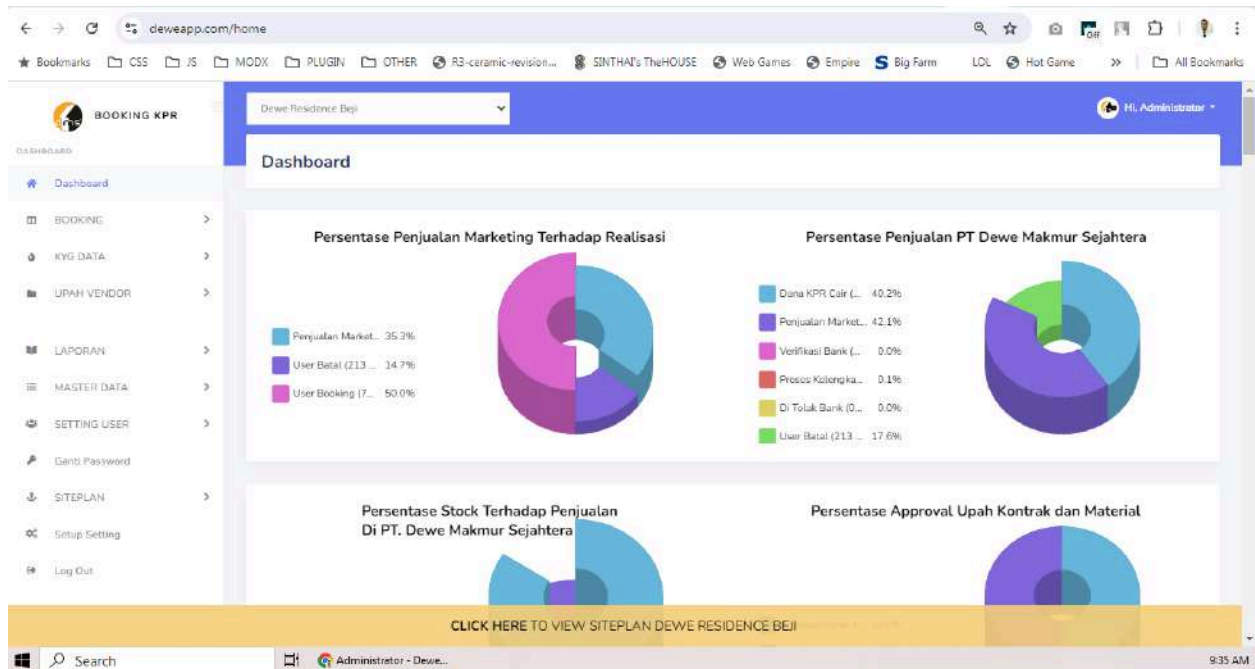 deweapp.com/home
Off
Bookmarks CSS JS MODX PLUGIN OTHER R3-ceramic-revision... SINTHAI's TheHOUSE Web Games Empire Big Farm LOL Hot Game » All Bookmarks
BOOKING KPR
Dewe Residence Beji
Hi, Administrator
DASHBOARD
Dashboard
Dashboard
BOOKING
KYG DATA
UPAH VENDOR
LAPORAN
MASTER DATA
SETTING USER
Ganti Password
SITEPLAN
Setup Setting
Log Out
Persentase Penjualan Marketing Terhadap Realisasi
Penjualan Market... 35.3%
User Batal (213 ... 14.7%
User Booking (7... 50.0%
Persentase Penjualan PT Dewe Makmur Sejahtera
Dana KPR Cair (... 40.2%
Penjualan Market... 42.1%
Verifikasi Bank (... 0.0%
Proses Kelengka... 0.1%
Di Tolak Bank (0... 0.0%
User Batal (213 ... 17.6%
Persentase Stock Terhadap Penjualan
Di PT. Dewe Makmur Sejahtera
Persentase Approval Upah Kontrak dan Material
CLICK HERE TO VIEW SITEPLAN DEWE RESIDENCE BEJI
Search
Administrator - Dewe...
9:35 AM